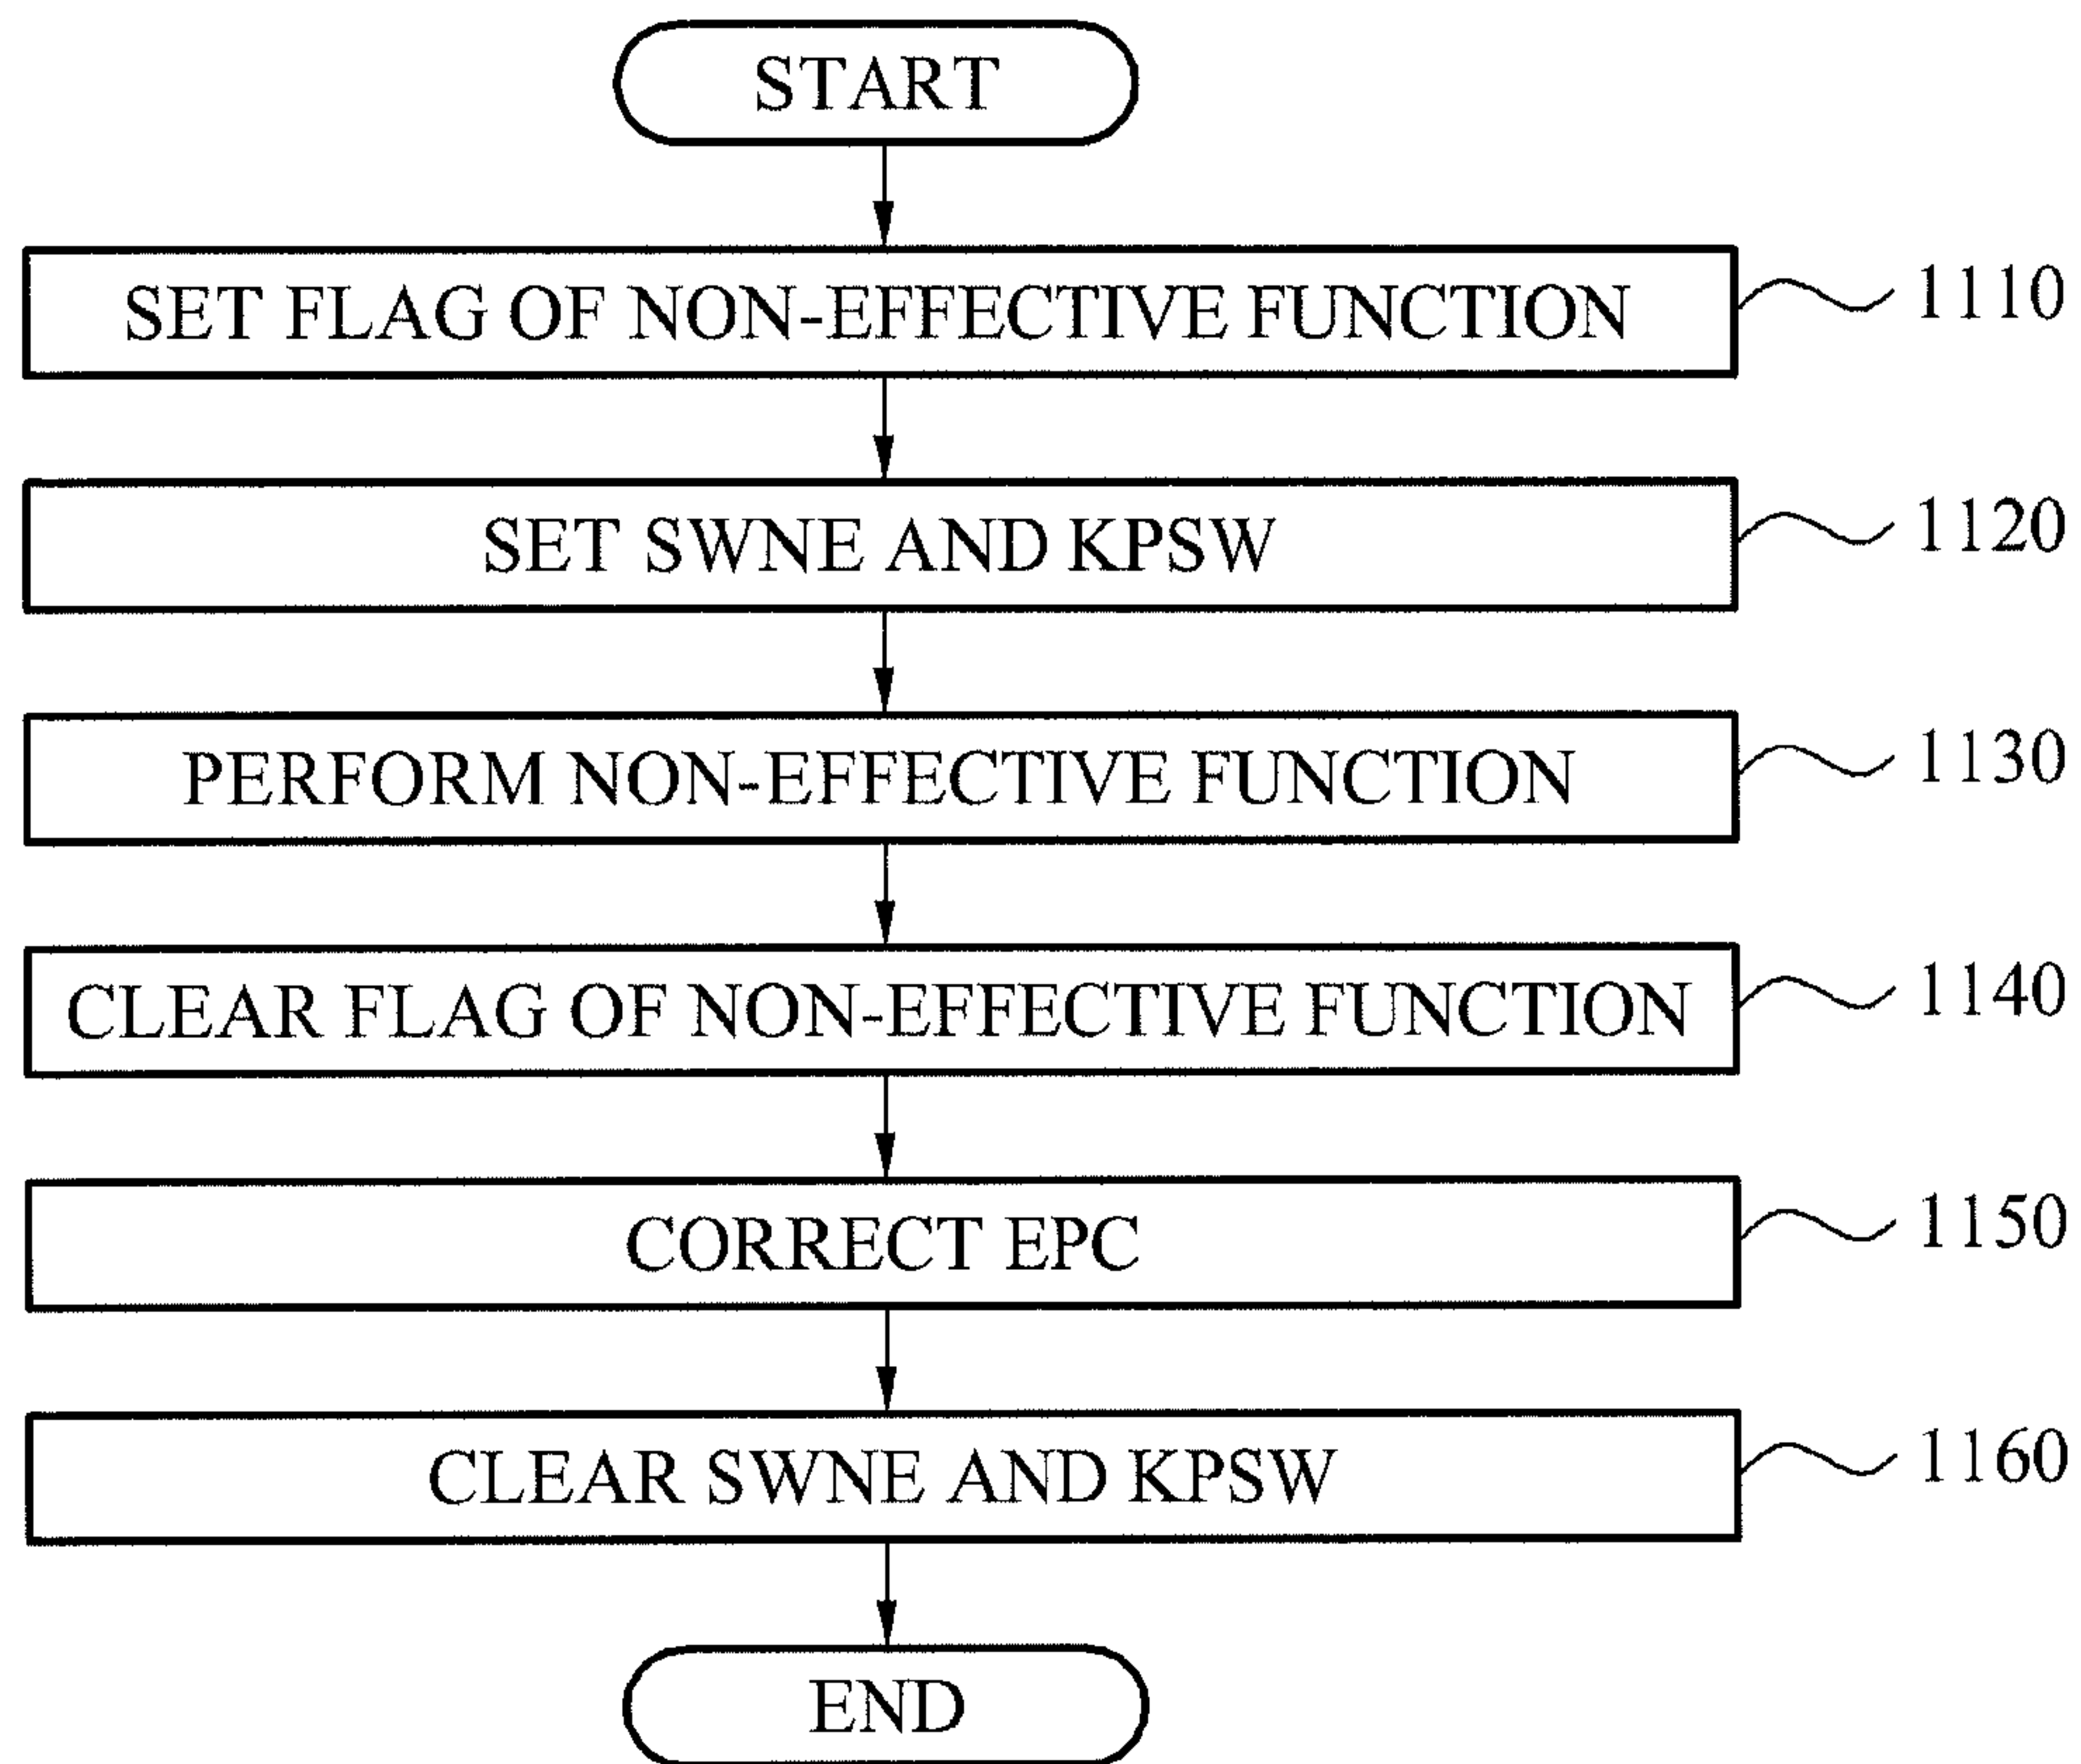 START
SET FLAG OF NON-EFFECTIVE FUNCTION
1110
SET SWNE AND KPSW
1120
PERFORM NON-EFFECTIVE FUNCTION
1130
CLEAR FLAG OF NON-EFFECTIVE FUNCTION
1140
CORRECT EPC
1150
CLEAR SWNE AND KPSW
1160
END